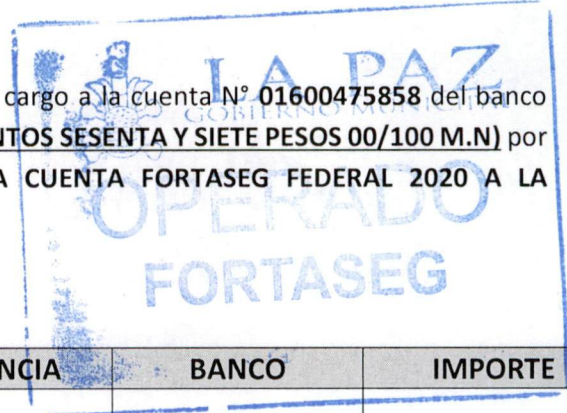 LA PAZ
GOBIERNO MUNICIPAL
cargo a la cuenta N° 01600475858 del banco
NTOS SESENTA Y SIETE PESOS 00/100 M.N) por
A CUENTA FORTASEG FEDERAL 2020 A LA
OPERADO
FORTASEG
NCIA BANCO IMPORTE